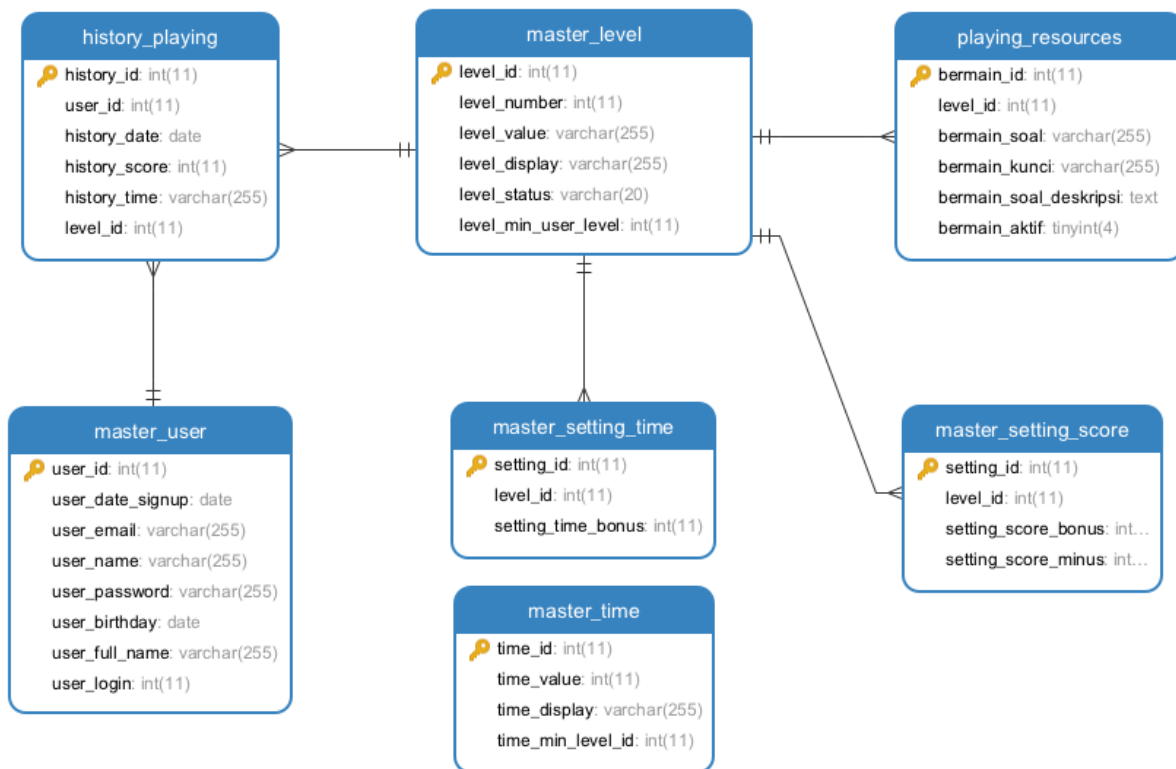 history_playing
history_id: int(11)
user_id: int(11)
history_date: date
history_score: int(11)
history_time: varchar(255)
level_id: int(11)
master_level
level_id: int(11)
level_number: int(11)
level_value: varchar(255)
level_display: varchar(255)
level_status: varchar(20)
level_min_user_level: int(11)
playing_resources
bermain_id: int(11)
level_id: int(11)
bermain_soal: varchar(255)
bermain_kunci: varchar(255)
bermain_soal_deskripsi: text
bermain_aktif: tinyint(4)
master_user
user_id: int(11)
user_date_signup: date
user_email: varchar(255)
user_name: varchar(255)
user_password: varchar(255)
user_birthday: date
user_full_name: varchar(255)
user_login: int(11)
master_setting_time
setting_id: int(11)
level_id: int(11)
setting_time_bonus: int(11)
master_setting_score
setting_id: int(11)
level_id: int(11)
setting_score_bonus: int...
setting_score_minus: int...
master_time
time_id: int(11)
time_value: int(11)
time_display: varchar(255)
time_min_level_id: int(11)